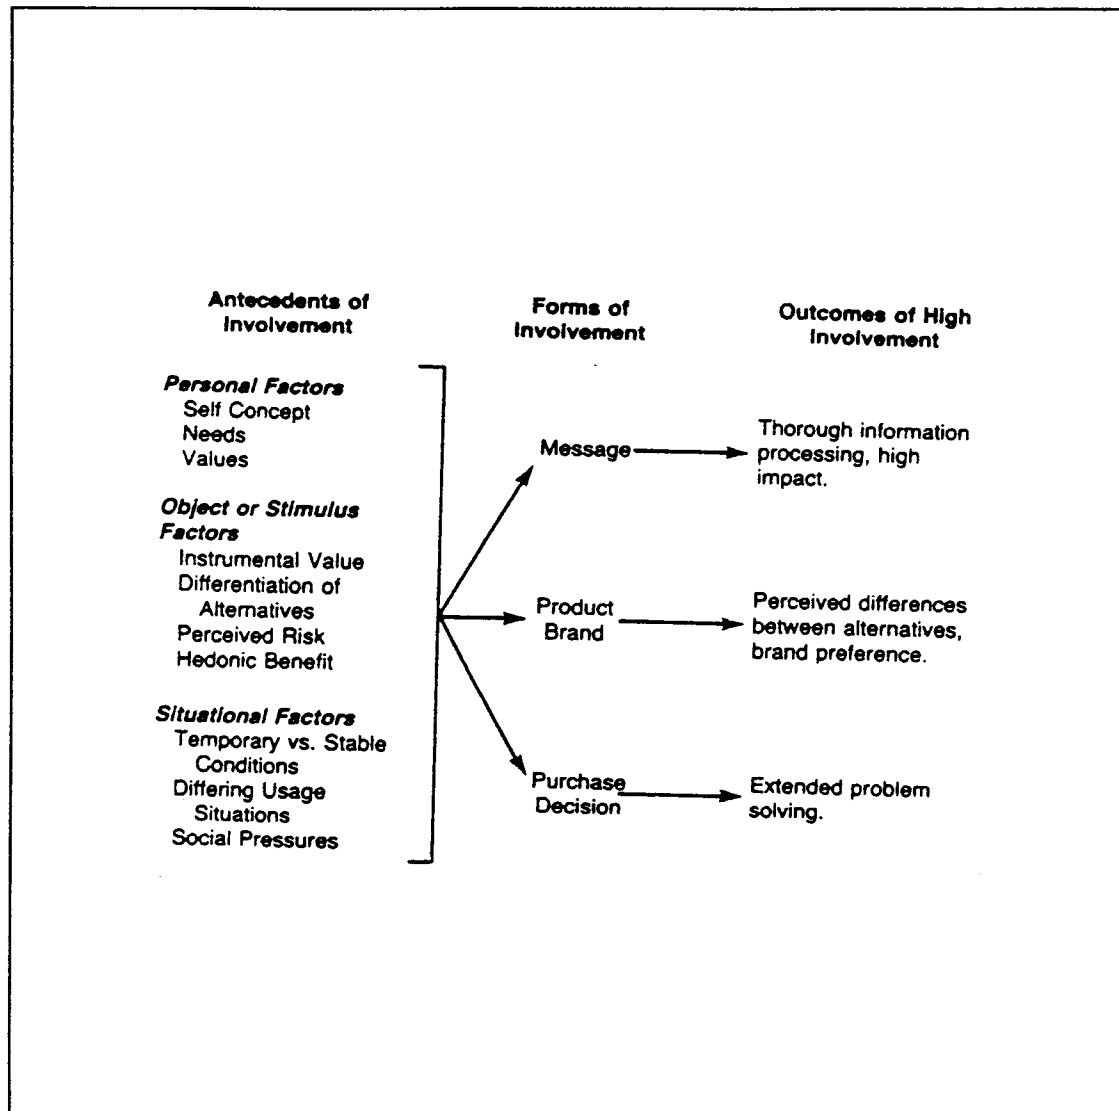 Antecedents of
Involvement
Personal Factors
Self Concept
Needs
Values
Object or Stimulus
Factors
Instrumental Value
Differentiation of
Alternatives
Perceived Risk
Hedonic Benefit
Situational Factors
Temporary vs. Stable
Conditions
Differing Usage
Situations
Social Pressures
Forms of
Involvement
Message
Product
Brand
Purchase
Decision
Outcomes of High
Involvement
Thorough information
processing, high
impact.
Perceived differences
between alternatives,
brand preference.
Extended problem
solving.